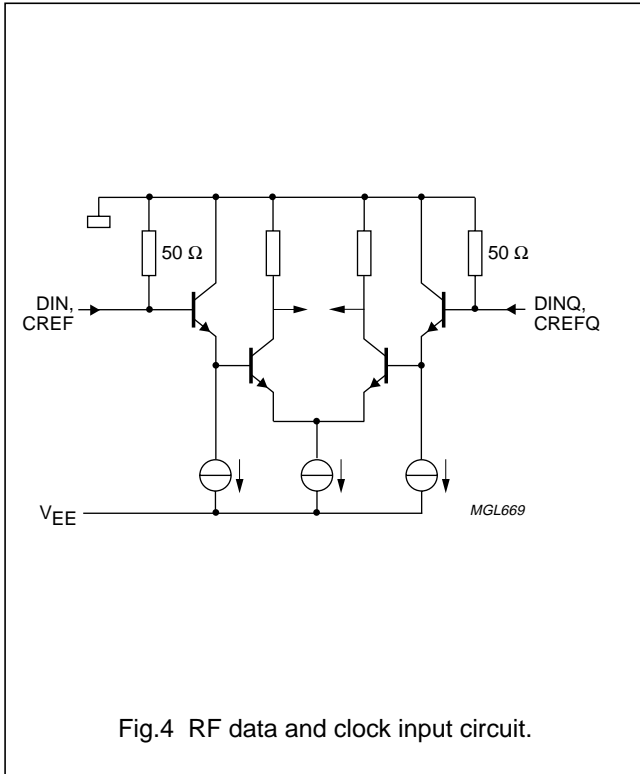 50 Ω
50 Ω
DIN,
CREF
DINQ,
CREFQ
VEE
MGL669
Fig.4 RF data and clock input circuit.